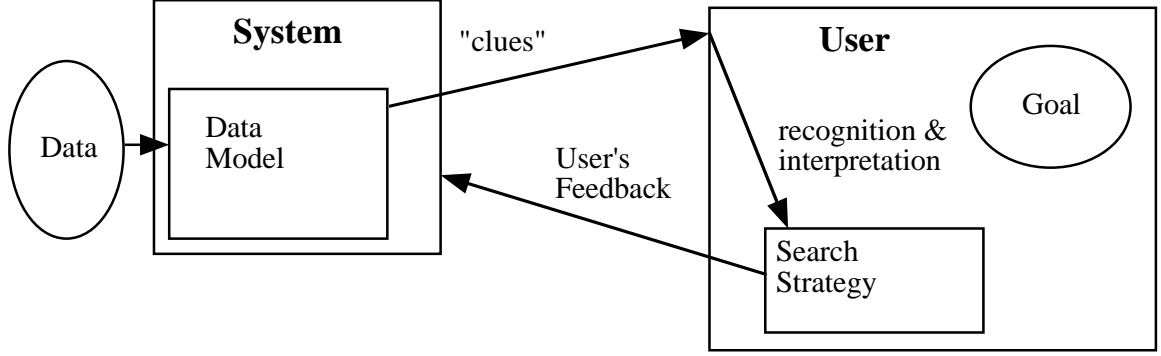 System
"clues"
User
Data
Data
Model
Goal
recognition &
interpretation
User's
Feedback
Search
Strategy